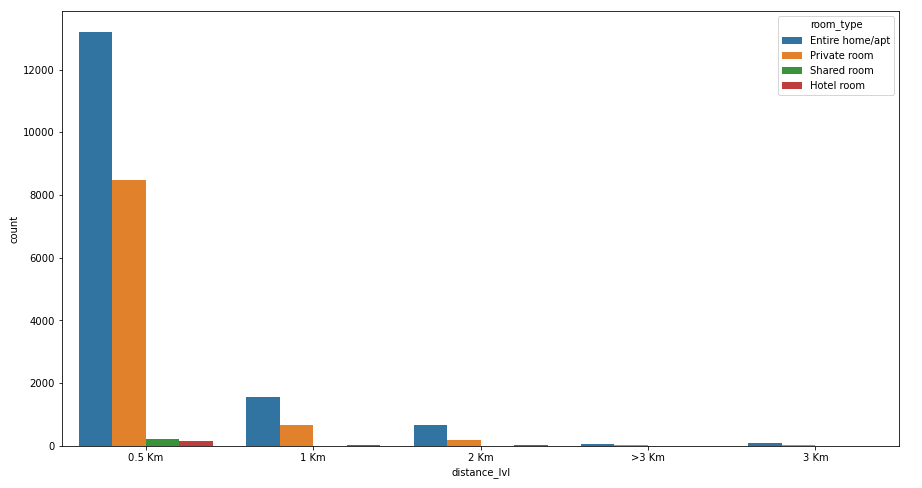 room_type
Entire home/apt
Private room
Shared room
Hotel room
12000
10000
8000
6000
4000
2000
0
count
0.5 Km
1 Km
2 Km
>3 Km
3 Km
distance_lvl